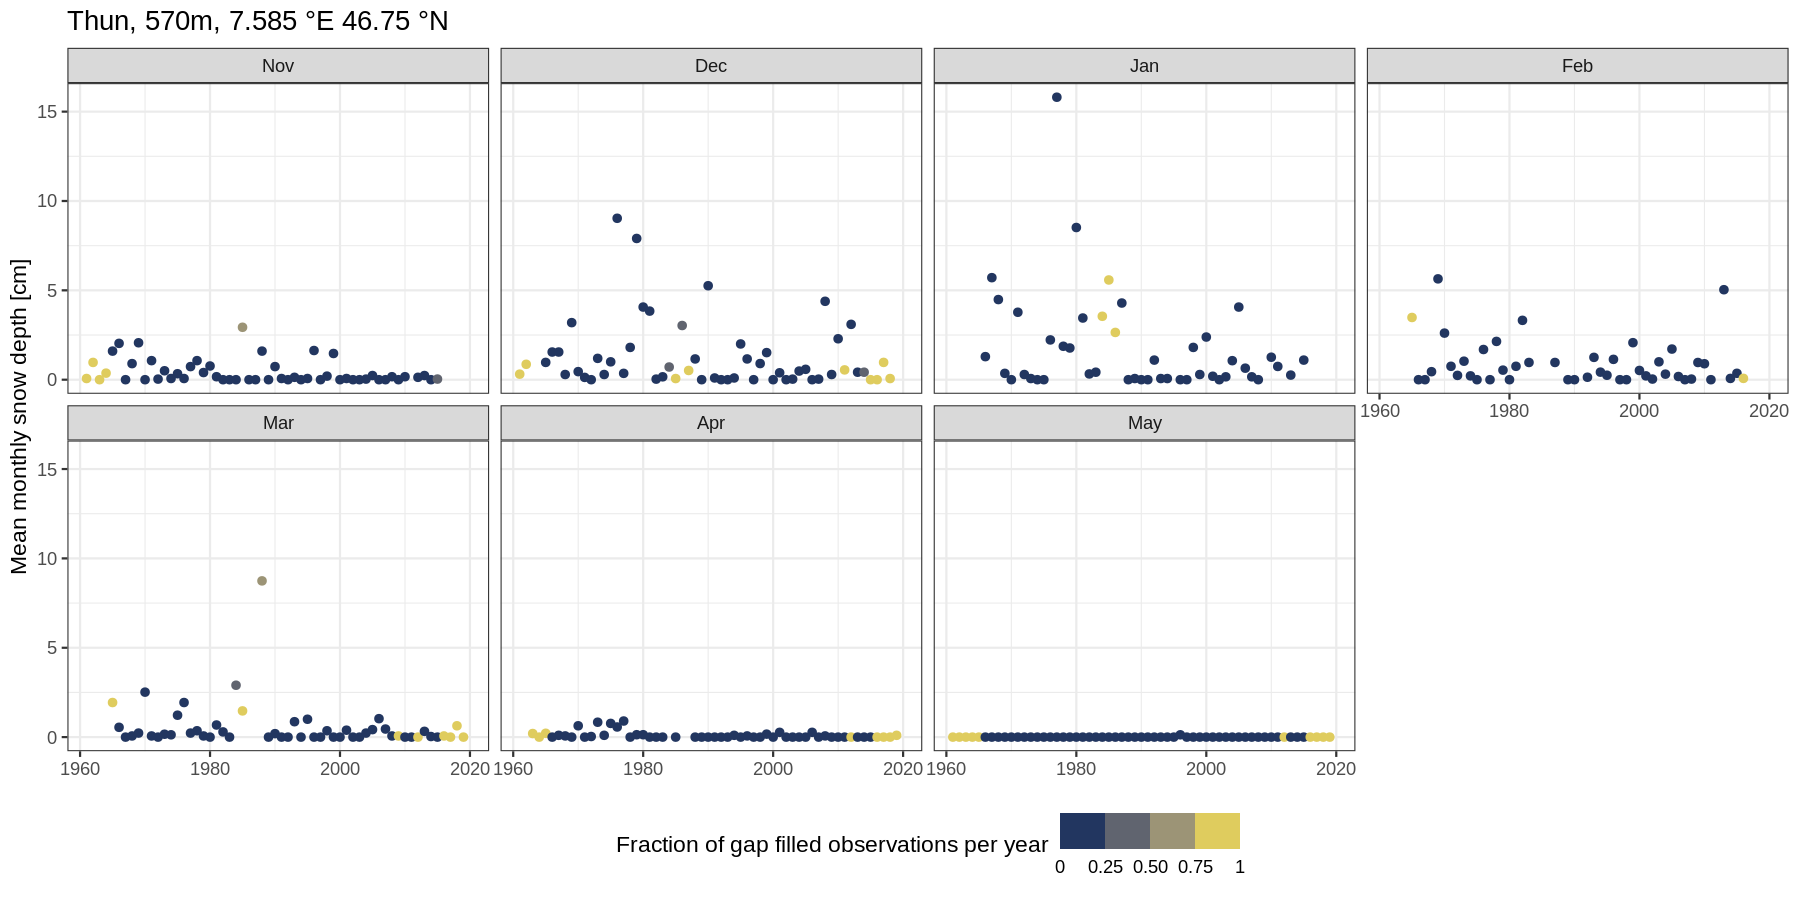 Thun, 570m, 7.585 °E 46.75 °N
Nov Dec Jan Feb
15
10
5
0
Mean monthly snow depth [cm]
1960 1980 2000 2020
Mar Apr May
15
10
5
0
1960 1980 2000 2020 1960 1980 2000 2020 1960 1980 2000 2020
Fraction of gap filled observations per year
0 0.25 0.50 0.75 1